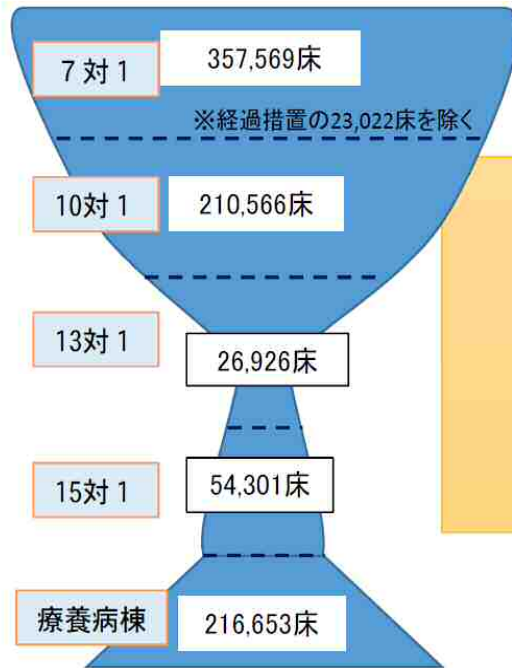 7対1
357,569床
※経過措置の23,022床を除く
10対1
210,566床
13対1
26,926床
15対1
54,301床
療養病棟
216,653床